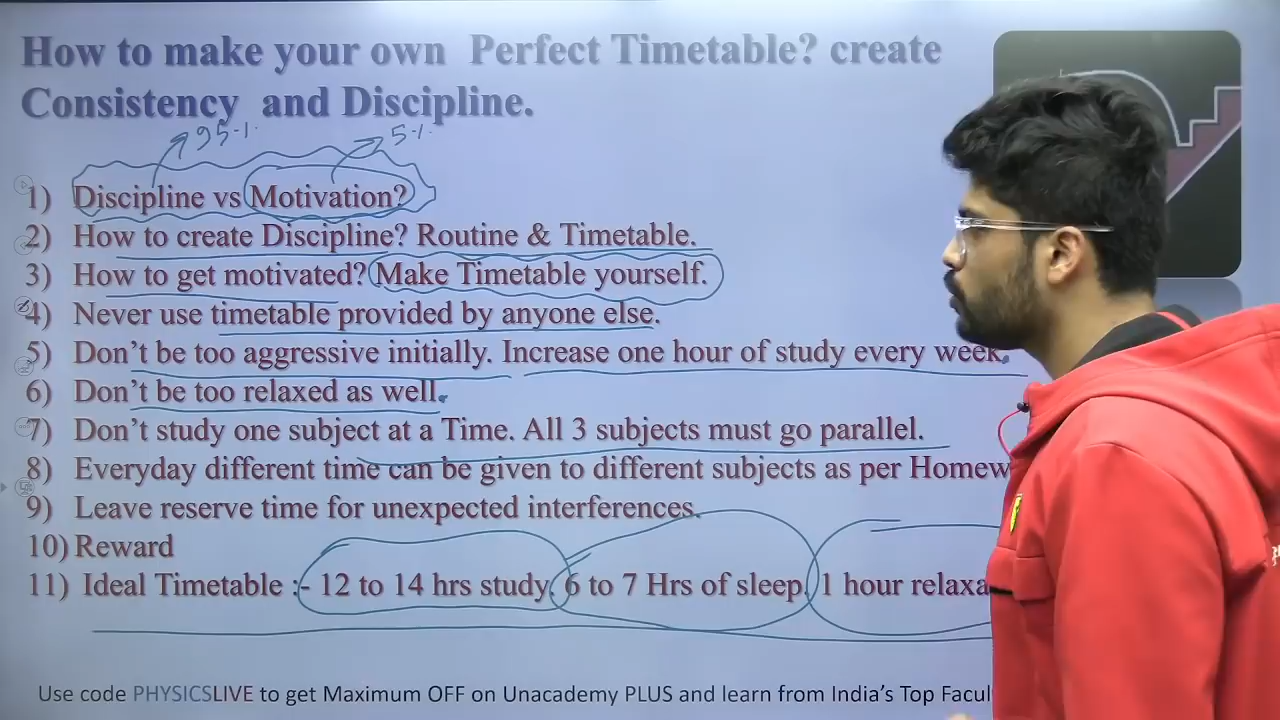 How to make your own Perfect Timetable? create
Consistency and Discipline.
95%. 5%.
1) Discipline vs Motivation?
2) How to create Discipline? Routine & Timetable.
3) How to get motivated? Make Timetable yourself.
4) Never use timetable provided by anyone else.
5) Don't be too aggressive initially. Increase one hour of study every week.
6) Don't be too relaxed as well.
7) Don't study one subject at a Time. All 3 subjects must go parallel.
8) Everyday different time can be given to different subjects as per Homew
9) Leave reserve time for unexpected interferences.
10) Reward
11) Ideal Timetable :- 12 to 14 hrs study. 6 to 7 Hrs of sleep. 1 hour relaxa
Use code PHYSICSLIVE to get Maximum OFF on Unacademy PLUS and learn from India's Top Facul